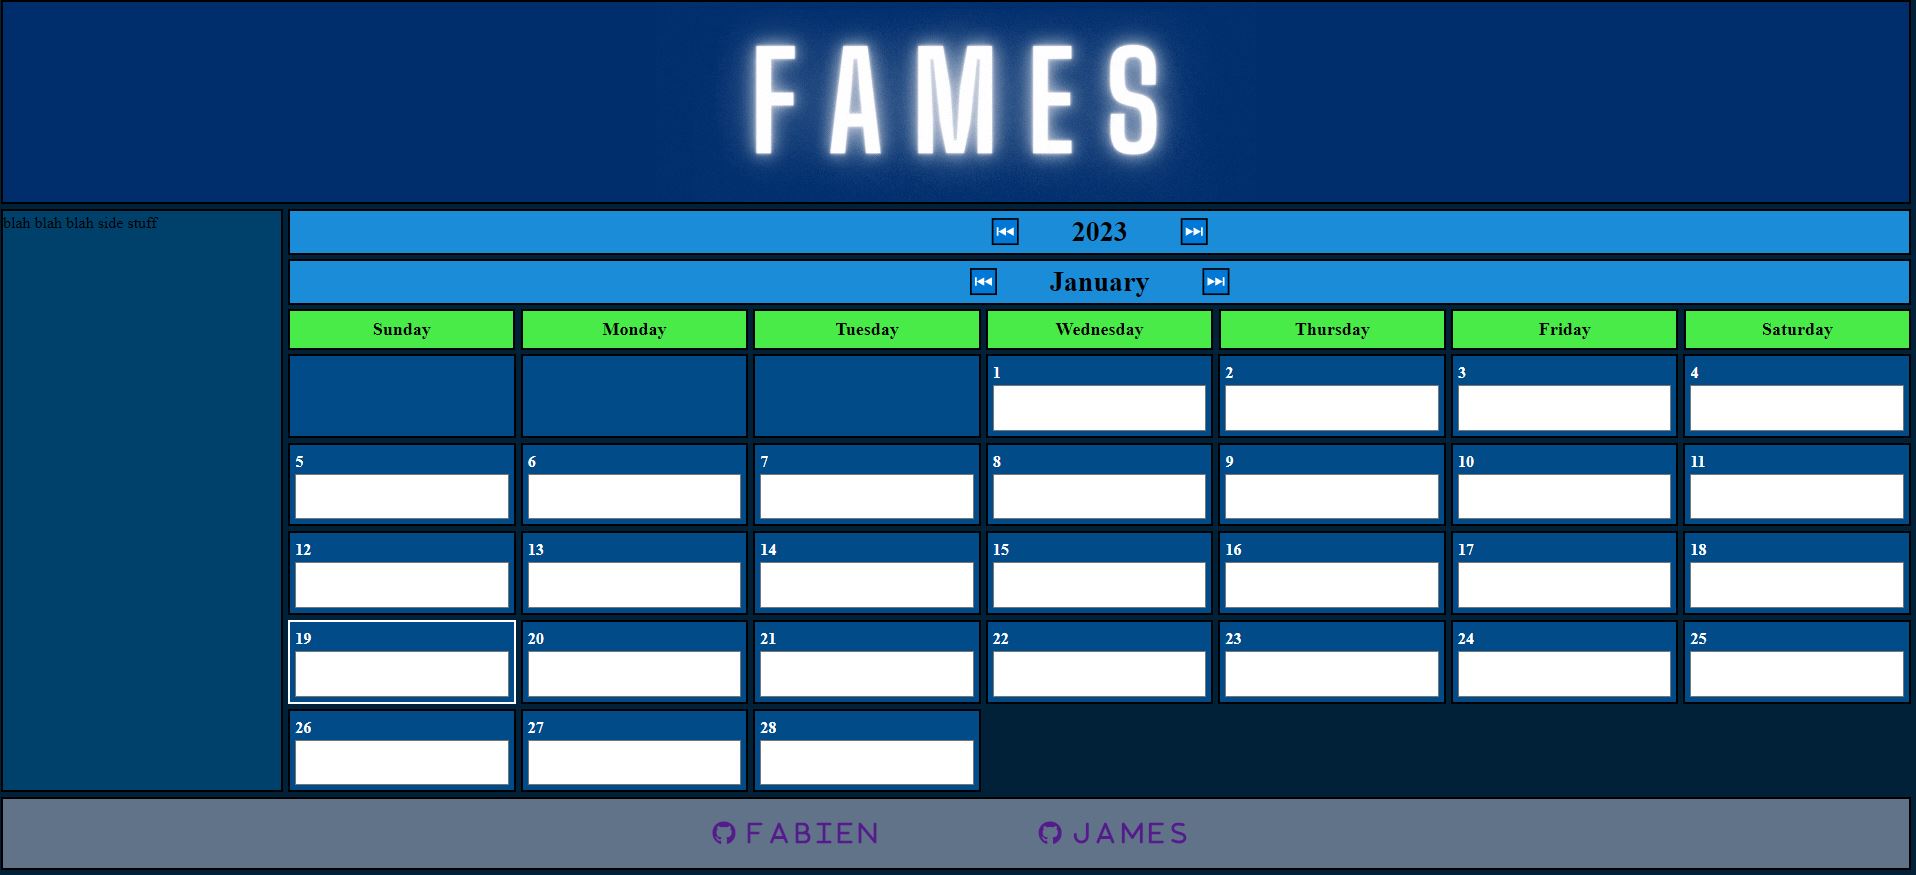 FAMES
blah blah blah side stuff
2023
January
Sunday Monday Tuesday Wednesday Thursday Friday Saturday
1 2 3 4
5 6 7 8 9 10 11
12 13 14 15 16 17 18
19 20 21 22 23 24 25
26 27 28
FABIEN JAMES